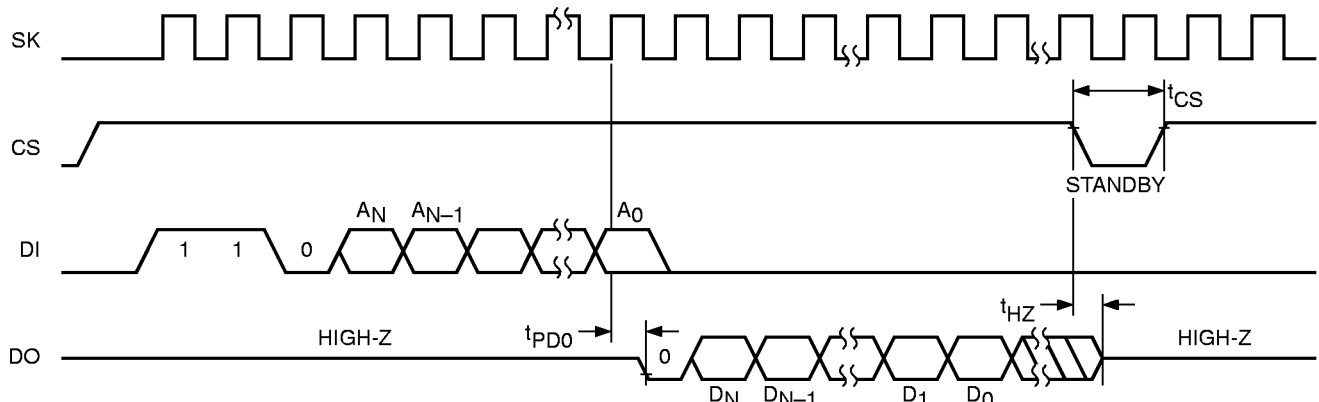 SK
CS
tCS
STANDBY
DI
1 1 0 AN AN–1 A0
DO
HIGH-Z
tPD0
0
DN DN–1 D1 D0
tHZ
HIGH-Z